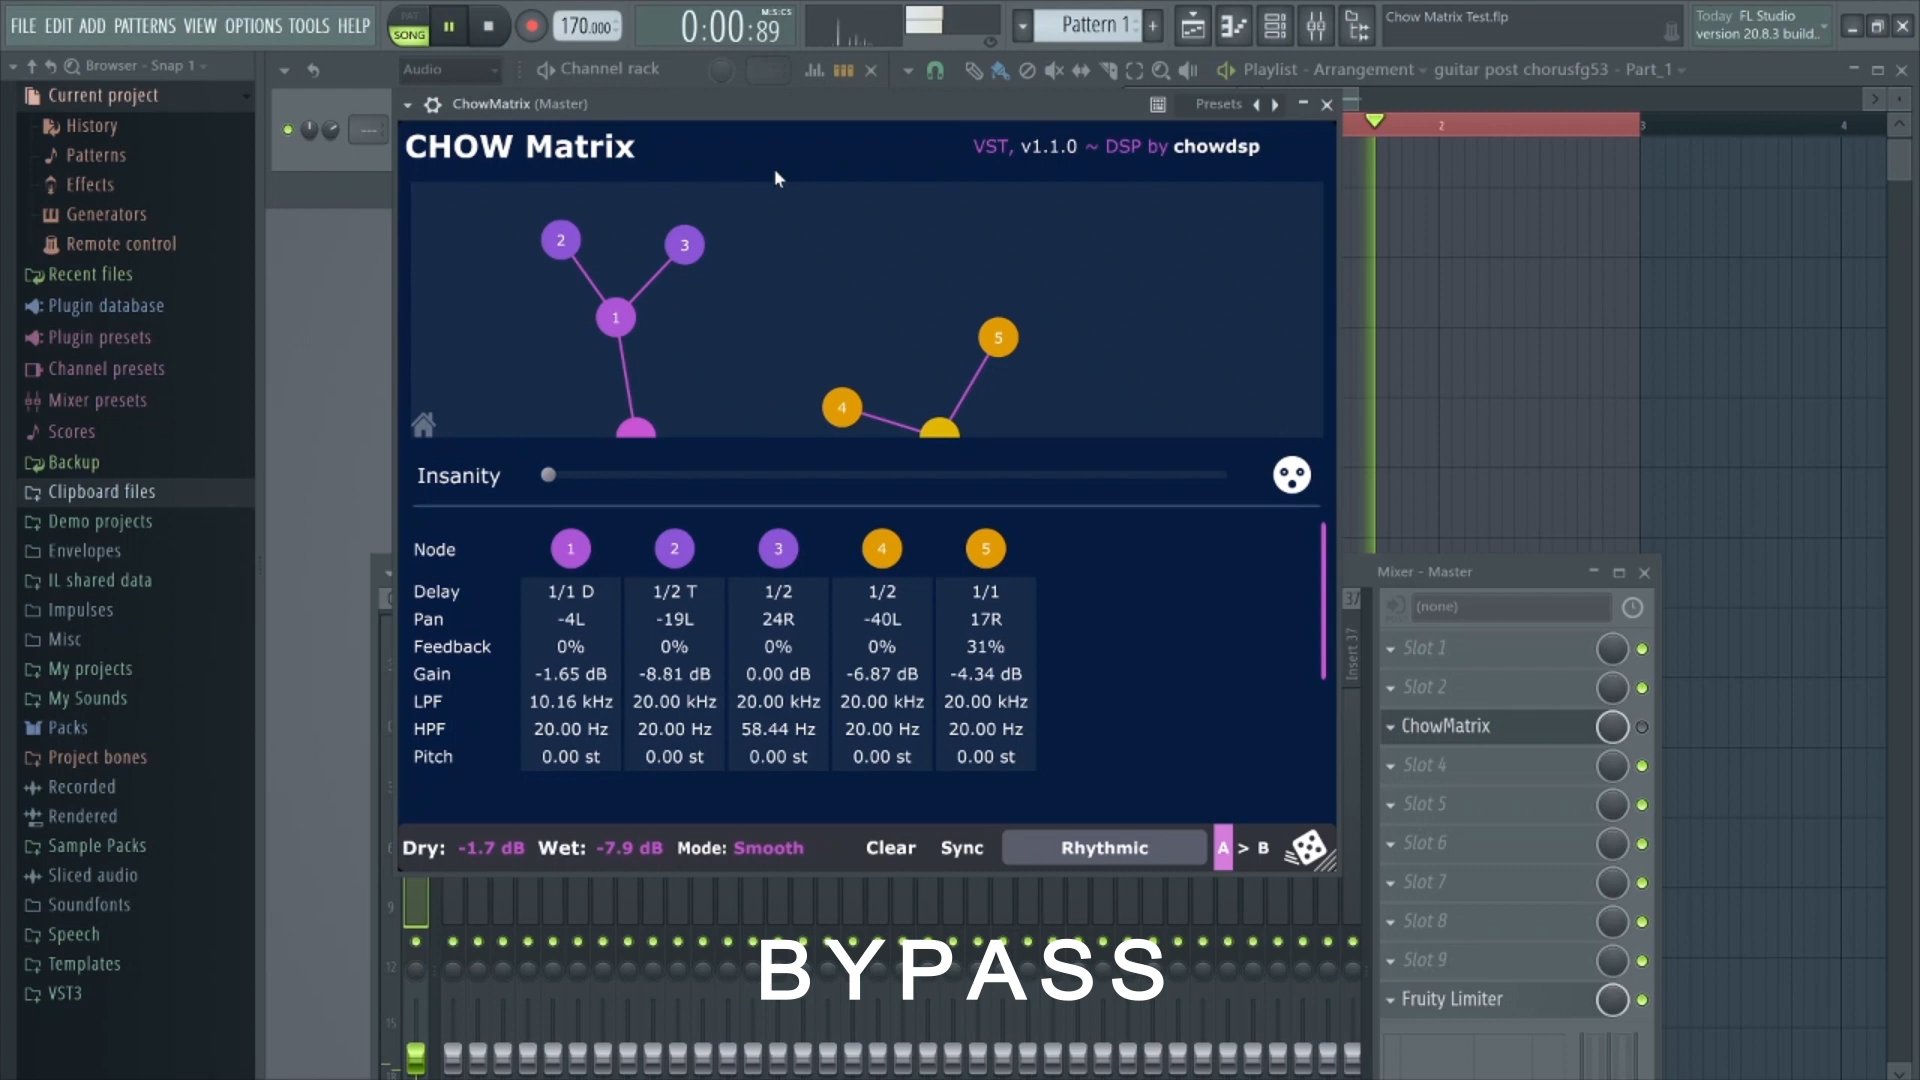 FILE EDIT ADD PATTERNS VIEW OPTIONS TOOLS HELP
PAT
SONG
170.000
M:S:CS
0:00:89
Pattern 1
+
Chow Matrix Test.flp
Today FL Studio
version 20.8.3 build..
Browser - Snap 1
Audio
Channel rack
Playlist - Arrangement
guitar post chorusfg53 - Part_1
Current project
History
Patterns
Effects
Generators
Remote control
Recent files
Plugin database
Plugin presets
Channel presets
Mixer presets
Scores
Backup
Clipboard files
Demo projects
Envelopes
IL shared data
Impulses
Misc
My projects
My Sounds
Packs
Project bones
Recorded
Rendered
Sample Packs
Sliced audio
Soundfonts
Speech
Templates
VST3
---
ChowMatrix (Master)
Presets
CHOW Matrix
VST, v1.1.0 ~ DSP by chowdsp
2 3
1
5
4
Insanity
Node 1 2 3 4 5
Delay 1/1 D 1/2 T 1/2 1/2 1/1
Pan -4L -19L 24R -40L 17R
Feedback 0% 0% 0% 0% 31%
Gain -1.65 dB -8.81 dB 0.00 dB -6.87 dB -4.34 dB
LPF 10.16 kHz 20.00 kHz 20.00 kHz 20.00 kHz 20.00 kHz
HPF 20.00 Hz 20.00 Hz 58.44 Hz 20.00 Hz 20.00 Hz
Pitch 0.00 st 0.00 st 0.00 st 0.00 st 0.00 st
Dry: -1.7 dB Wet: -7.9 dB Mode: Smooth Clear Sync Rhythmic A > B
2 3 4
Mixer - Master
(none)
37
Insert 37
Slot 1
Slot 2
ChowMatrix
Slot 4
Slot 5
Slot 6
Slot 7
Slot 8
Slot 9
Fruity Limiter
9
12
15
BYPASS